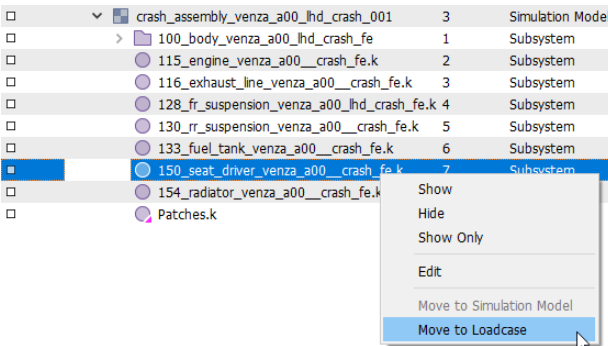 crash_assembly_venza_a00_lhd_crash_001 3 Simulation Mode
100_body_venza_a00_lhd_crash_fe 1 Subsystem
115_engine_venza_a00__crash_fe.k 2 Subsystem
116_exhaust_line_venza_a00__crash_fe.k 3 Subsystem
128_fr_suspension_venza_a00_lhd_crash_fe.k 4 Subsystem
130_rr_suspension_venza_a00__crash_fe.k 5 Subsystem
133_fuel_tank_venza_a00__crash_fe.k 6 Subsystem
150_seat_driver_venza_a00__crash_fe.k 7 Subsystem
154_radiator_venza_a00__crash_fe.k
Patches.k
Show
Hide
Show Only
Edit
Move to Simulation Model
Move to Loadcase